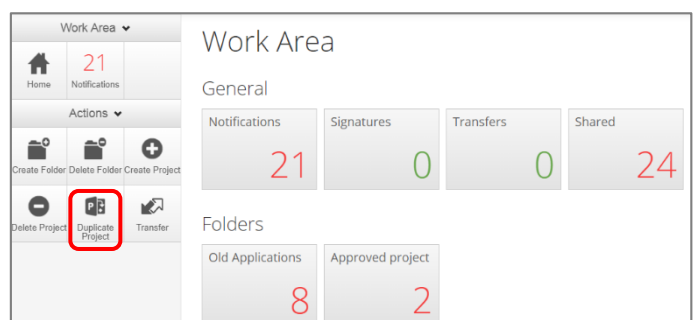 Work Area
21
Home
Notifications
Actions
Create Folder
Delete Folder
Create Project
Delete Project
Duplicate
Project
Transfer
Work Area
General
Notifications
21
Signatures
0
Transfers
0
Shared
24
Folders
Old Applications
8
Approved project
2